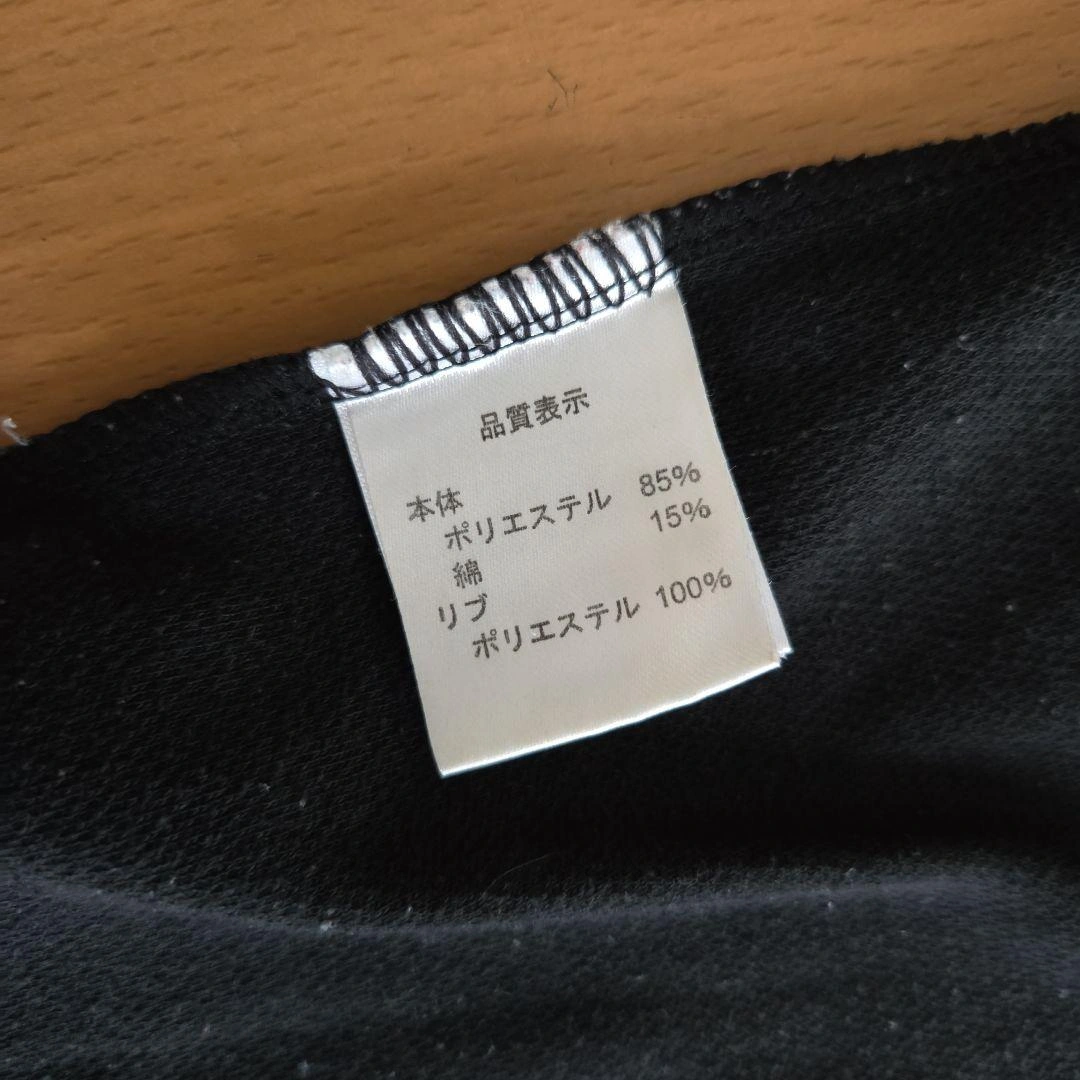 品質表示
本体
ポリエステル 85%
綿 15%
リブ
ポリエステル 100%